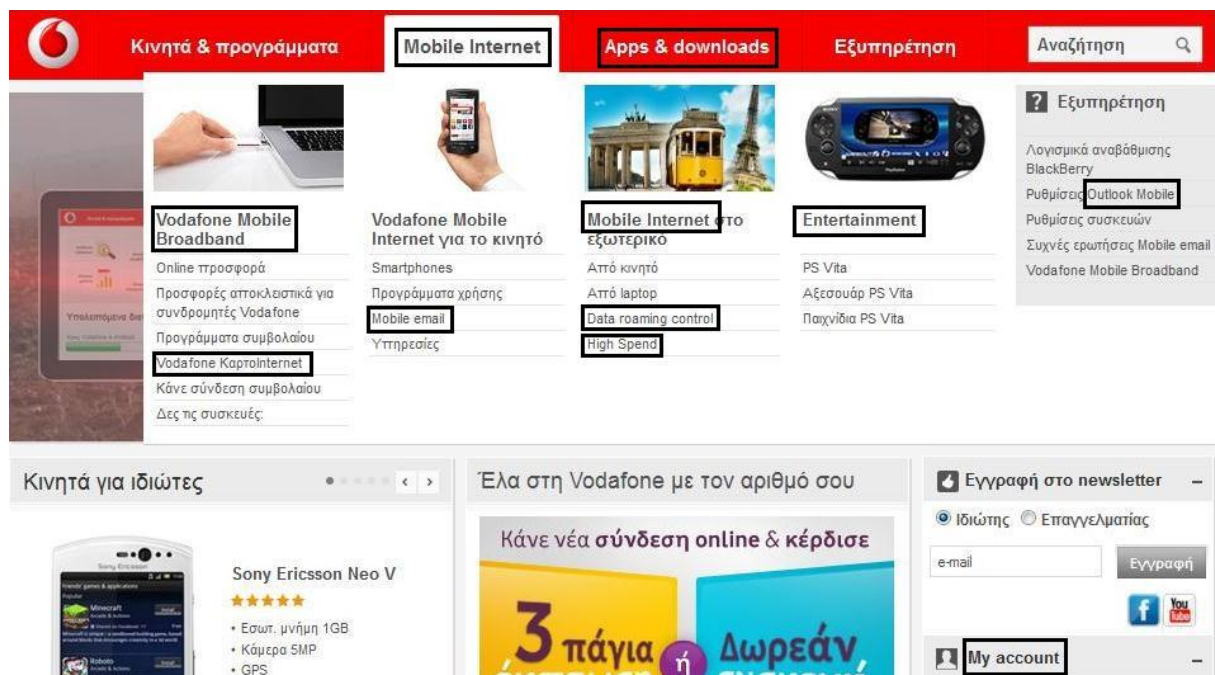 Κινητά & προγράμματα
Mobile Internet
Apps & downloads
Εξυπηρέτηση
Αναζήτηση
Vodafone Mobile
Broadband
Online προσφορά
Προσφορές αποκλειστικά για
συνδρομητές Vodafone
Προγράμματα συμβολαίου
Vodafone ΚαρτοInternet
Κάνε σύνδεση συμβολαίου
Δες τις συσκευές:
Vodafone Mobile
Internet για το κινητό
Smartphones
Προγράμματα χρήσης
Mobile email
Υπηρεσίες
Mobile Internet στο
εξωτερικό
Από κινητό
Από laptop
Data roaming control
High Spend
Entertainment
PS Vita
Αξεσουάρ PS Vita
Παιχνίδια PS Vita
? Εξυπηρέτηση
Λογισμικά αναβάθμισης
BlackBerry
Ρυθμίσεις Outlook Mobile
Ρυθμίσεις συσκευών
Συχνές ερωτήσεις Mobile email
Vodafone Mobile Broadband
Κινητά για ιδιώτες
Sony Ericsson
Minecraft
Roboto
Sony Ericsson Neo V
• Εσωτ. μνήμη 1GB
• Κάμερα 5MP
• GPS
Έλα στη Vodafone με τον αριθμό σου
Κάνε νέα σύνδεση online & κέρδισε
3 πάγια
ή
Δωρεάν
Εγγραφή στο newsletter
Ιδιώτης
Επαγγελματίας
e-mail
Εγγραφή
f
You Tube
My account